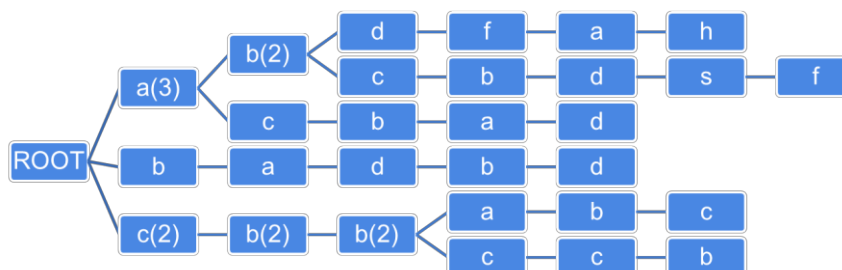 d f a h
b(2)
a(3) c b d s f
c b a d
ROOT b a d b d
a b c
c(2) b(2) b(2)
c c b